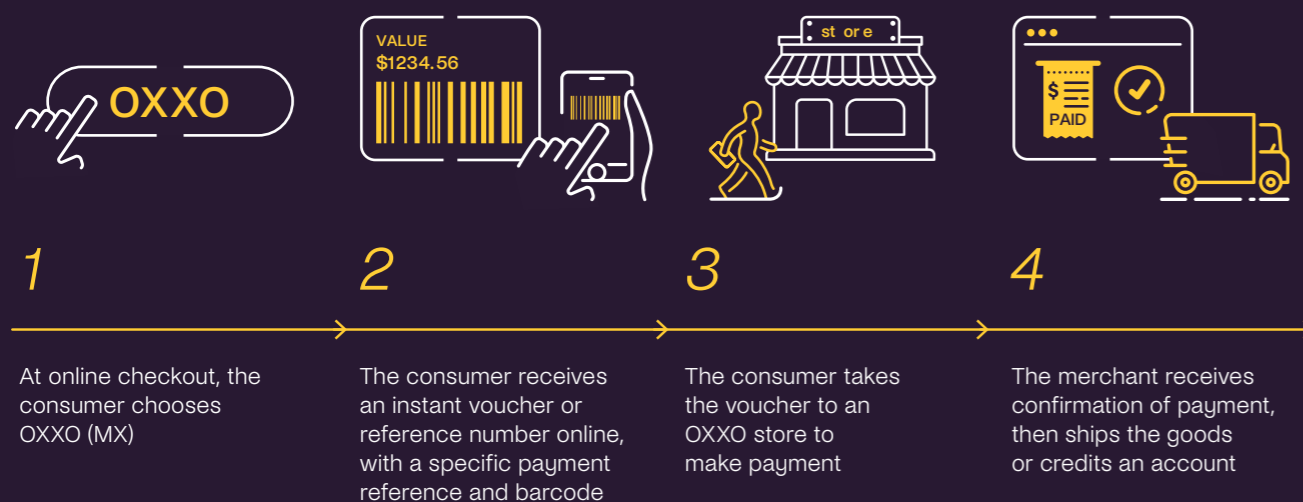 OXXO
VALUE
$1234.56
store
$
PAID
1
2
3
4
At online checkout, the
consumer chooses
OXXO (MX)
The consumer receives
an instant voucher or
reference number online,
with a specific payment
reference and barcode
The consumer takes
the voucher to an
OXXO store to
make payment
The merchant receives
confirmation of payment,
then ships the goods
or credits an account